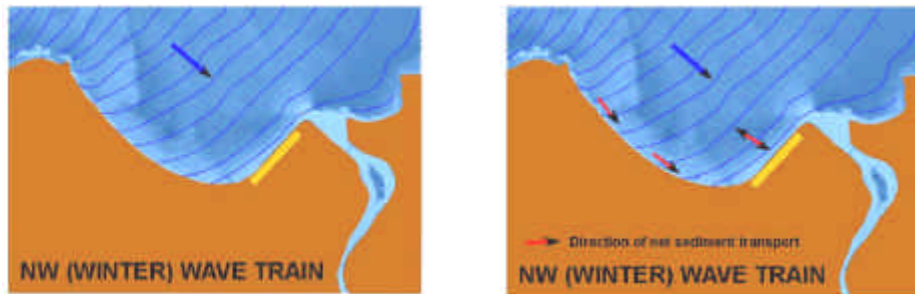 NW (WINTER) WAVE TRAIN
Direction of net sediment transport
NW (WINTER) WAVE TRAIN